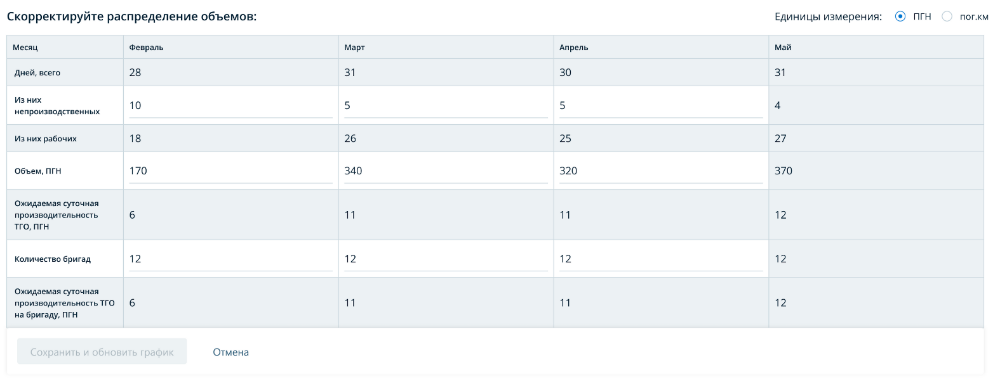 Скорректируйте распределение объемов:
Единицы измерения: ПГН пог.км
Месяц Февраль Март Апрель Май
Дней, всего 28 31 30 31
Из них
непроизводственных 10 5 5 4
Из них рабочих 18 26 25 27
Объем, ПГН 170 340 320 370
Ожидаемая суточная
производительность
ТГО, ПГН 6 11 11 12
Количество бригад 12 12 12 12
Ожидаемая суточная
производительность ТГО
на бригаду, ПГН 6 11 11 12
Сохранить и обновить график Отмена